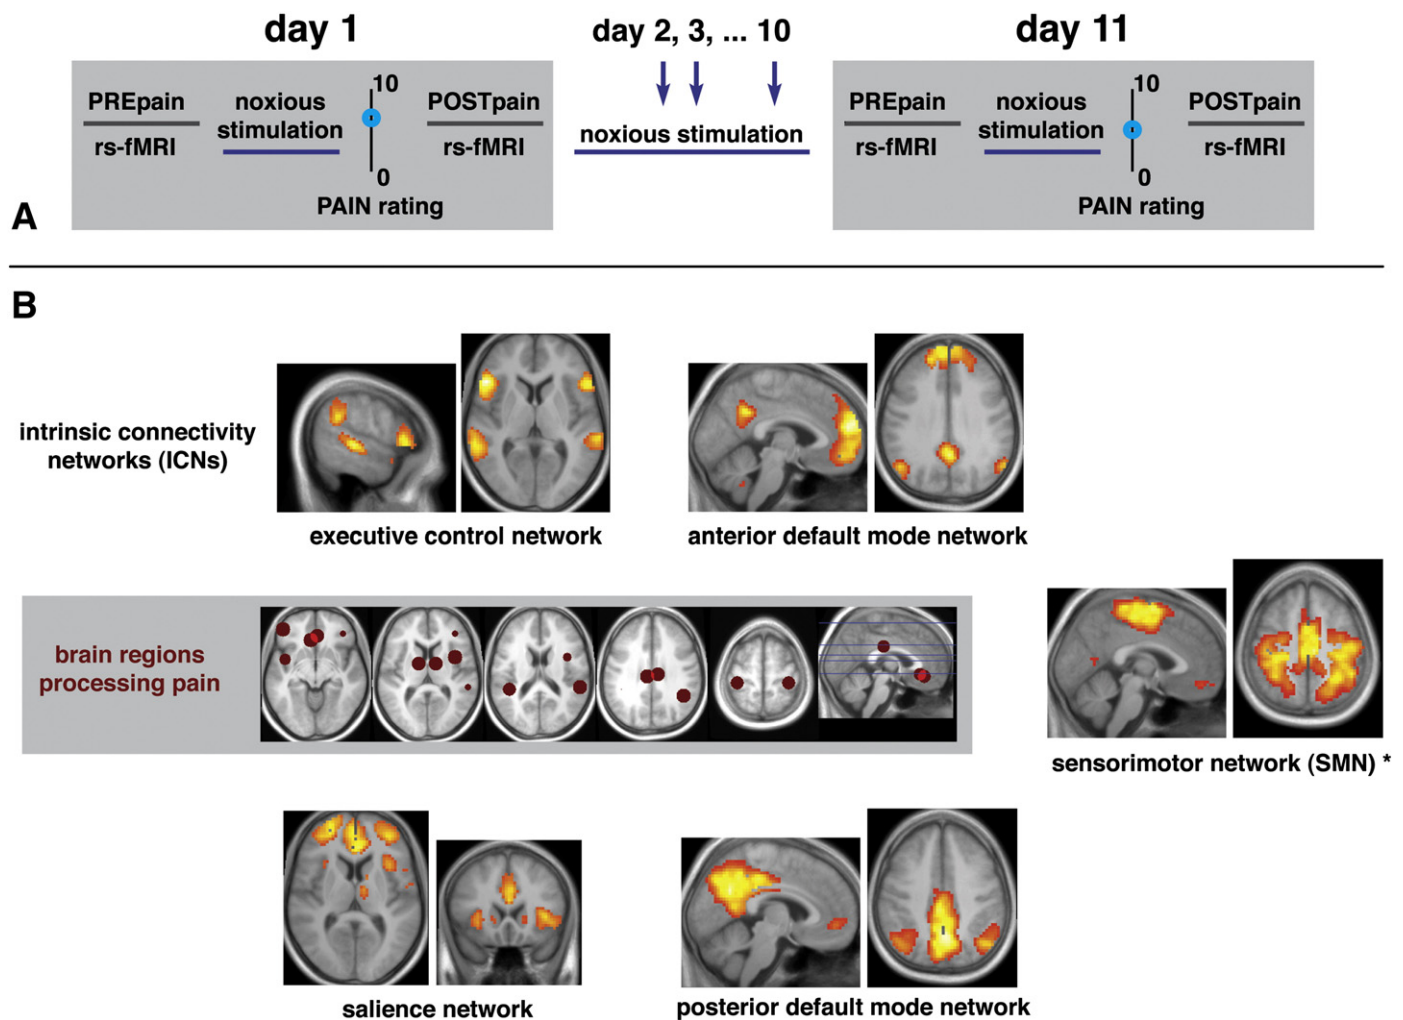 day 1
day 2, 3, ... 10
day 11
PREpain
rs-fMRI
noxious
stimulation
10
0
PAIN rating
POSTpain
rs-fMRI
noxious stimulation
PREpain
rs-fMRI
noxious
stimulation
10
0
PAIN rating
POSTpain
rs-fMRI
A
B
intrinsic connectivity
networks (ICNs)
executive control network
anterior default mode network
brain regions
processing pain
sensorimotor network (SMN) *
salience network
posterior default mode network